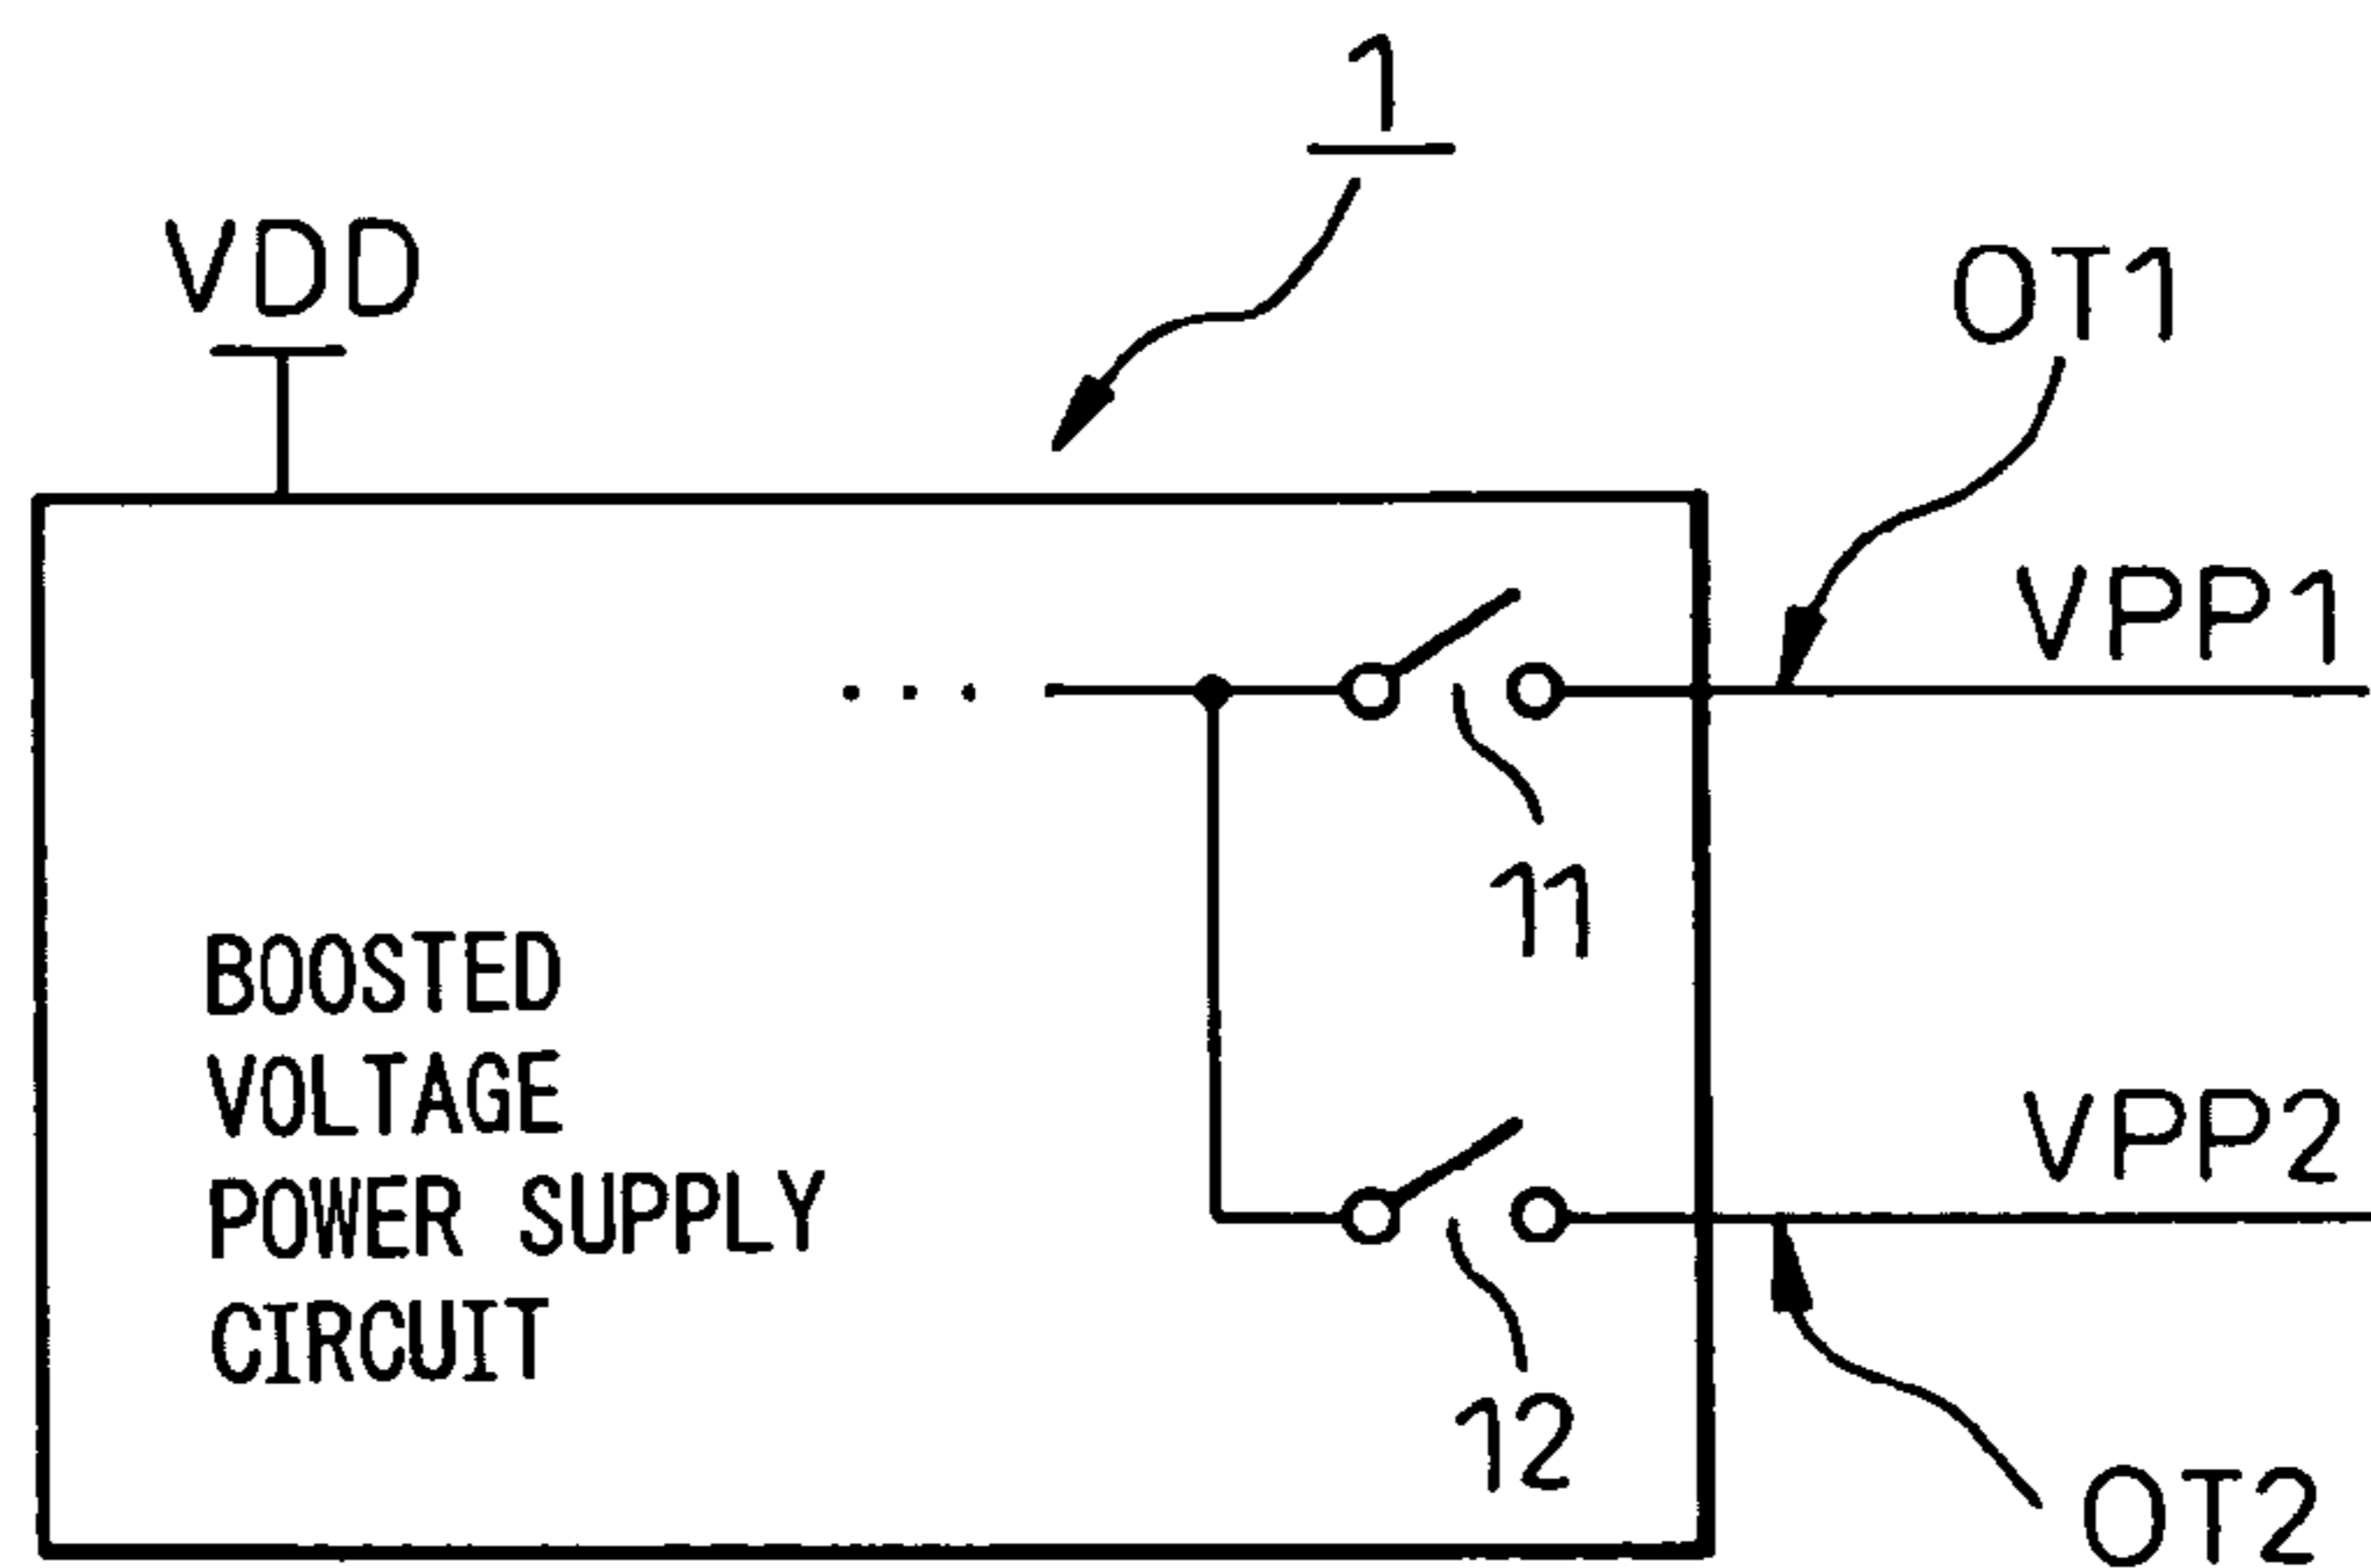 1
VDD
OT1
VPP1
. . .
11
BOOSTED
VOLTAGE
POWER SUPPLY
CIRCUIT
VPP2
12
OT2